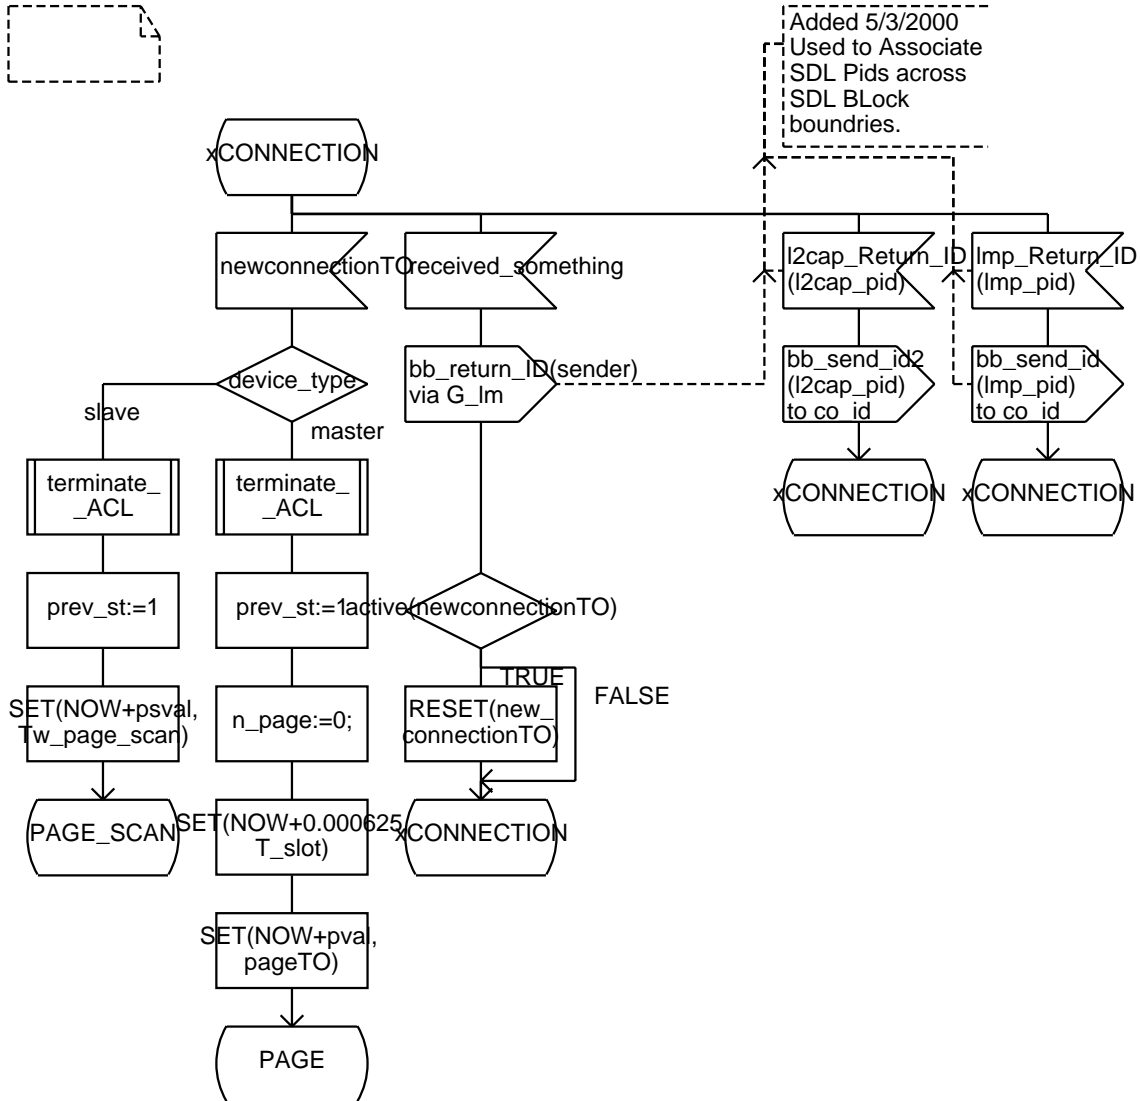 Added 5/3/2000
Used to Associate
SDL Pids across
SDL BLock
boundries.
xCONNECTION
newconnectionTO
received_something
l2cap_Return_ID
(l2cap_pid)
lmp_Return_ID
(lmp_pid)
device_type
slave
master
bb_return_ID(sender)
via G_lm
bb_send_id2
(l2cap_pid)
to co_id
bb_send_id
(lmp_pid)
to co_id
terminate_
_ACL
terminate_
_ACL
xCONNECTION
xCONNECTION
prev_st:=1
prev_st:=1
active(newconnectionTO)
TRUE
FALSE
SET(NOW+psval,
Tw_page_scan)
n_page:=0;
RESET(new_
connectionTO)
PAGE_SCAN
SET(NOW+0.000625,
T_slot)
xCONNECTION
SET(NOW+pval,
pageTO)
PAGE